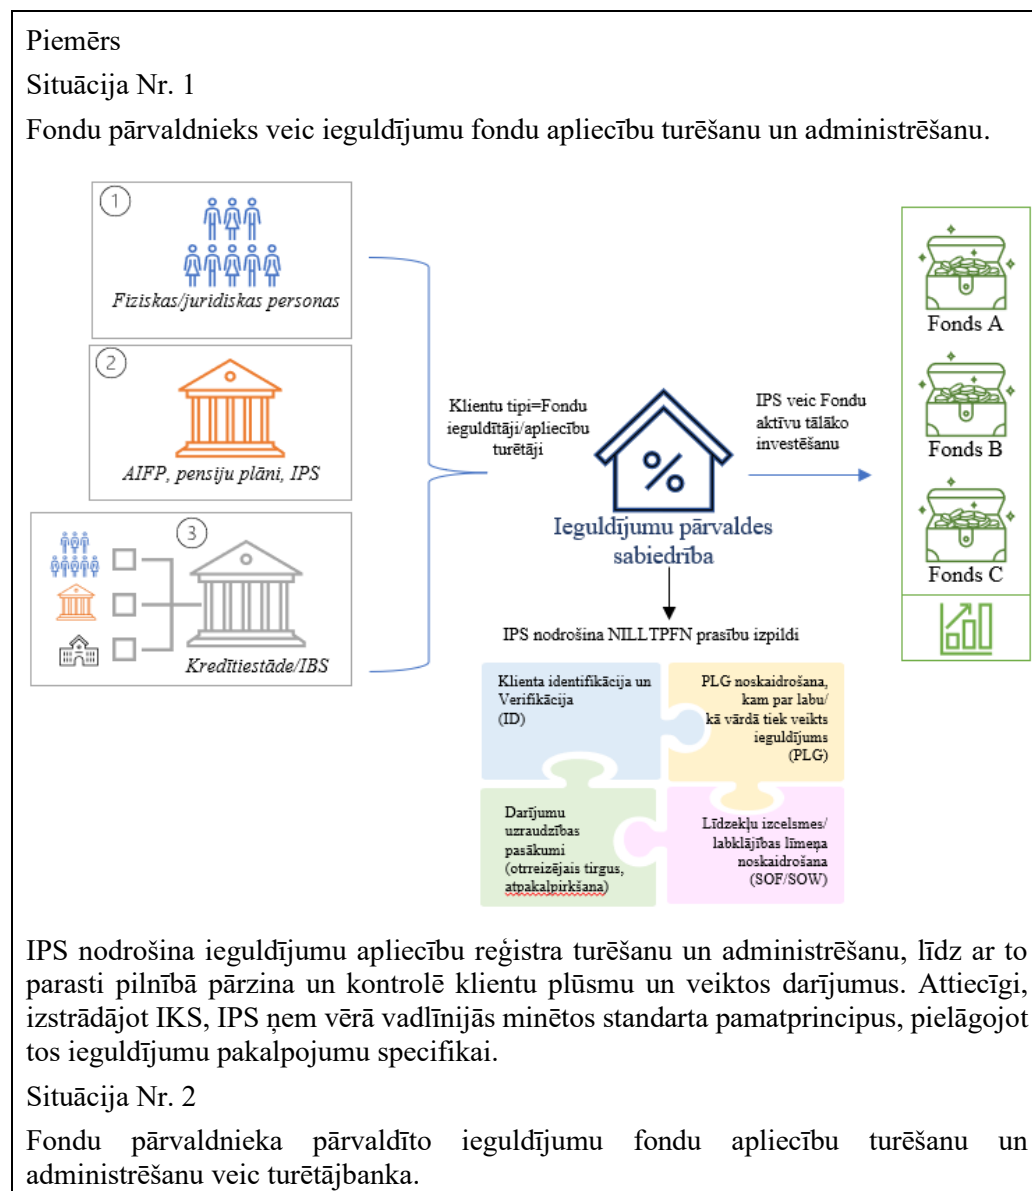 Piemērs
Situācija Nr. 1
Fondu pārvaldnieks veic ieguldījumu fondu apliecību turēšanu un administrēšanu.
1
Fiziskas/juridiskas personas
2
AIFP, pensiju plāni, IPS
3
Kredītiestāde/IBS
Klientu tipi=Fondu
ieguldītāji/apliecību
turētāji
%
Ieguldījumu pārvaldes
sabiedrība
IPS veic Fondu
aktīvu tālāko
investēšanu
Fonds A
Fonds B
Fonds C
IPS nodrošina NILLTPFN prasību izpildi
Klienta identifikācija un
Verifikācija
(ID)
PLG noskaidrošana,
kam par labu/
kā vārdā tiek veikts
ieguldījums
(PLG)
Darījumu
uzraudzības
pasākumi
(otrreizējais tirgus,
atpakaļpirkšana)
Līdzekļu izcelsmes/
labklājības līmeņa
noskaidrošana
(SOF/SOW)
IPS nodrošina ieguldījumu apliecību reģistra turēšanu un administrēšanu, līdz ar to
parasti pilnībā pārzina un kontrolē klientu plūsmu un veiktos darījumus. Attiecīgi,
izstrādājot IKS, IPS ņem vērā vadlīnijās minētos standarta pamatprincipus, pielāgojot
tos ieguldījumu pakalpojumu specifikai.
Situācija Nr. 2
Fondu pārvaldnieka pārvaldīto ieguldījumu fondu apliecību turēšanu un
administrēšanu veic turētājbanka.